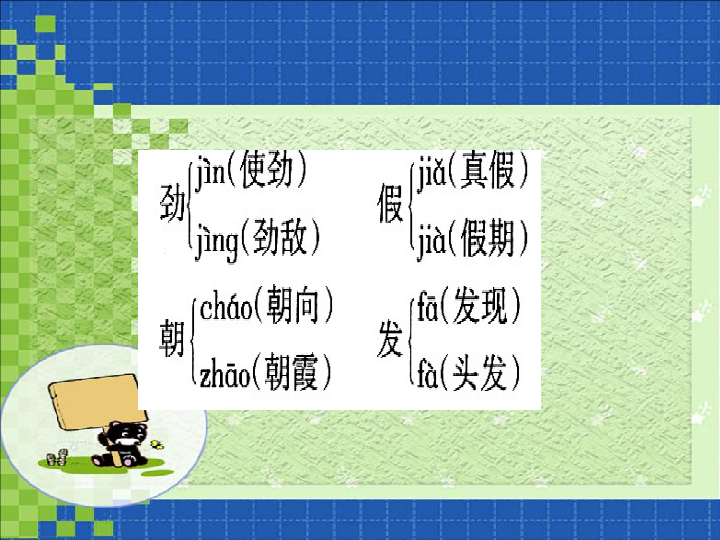 劲
jìn(使劲)
jìng(劲敌)
假
jiǎ(真假)
jià(假期)
朝
cháo(朝向)
zhāo(朝霞)
发
fā(发现)
fà(头发)